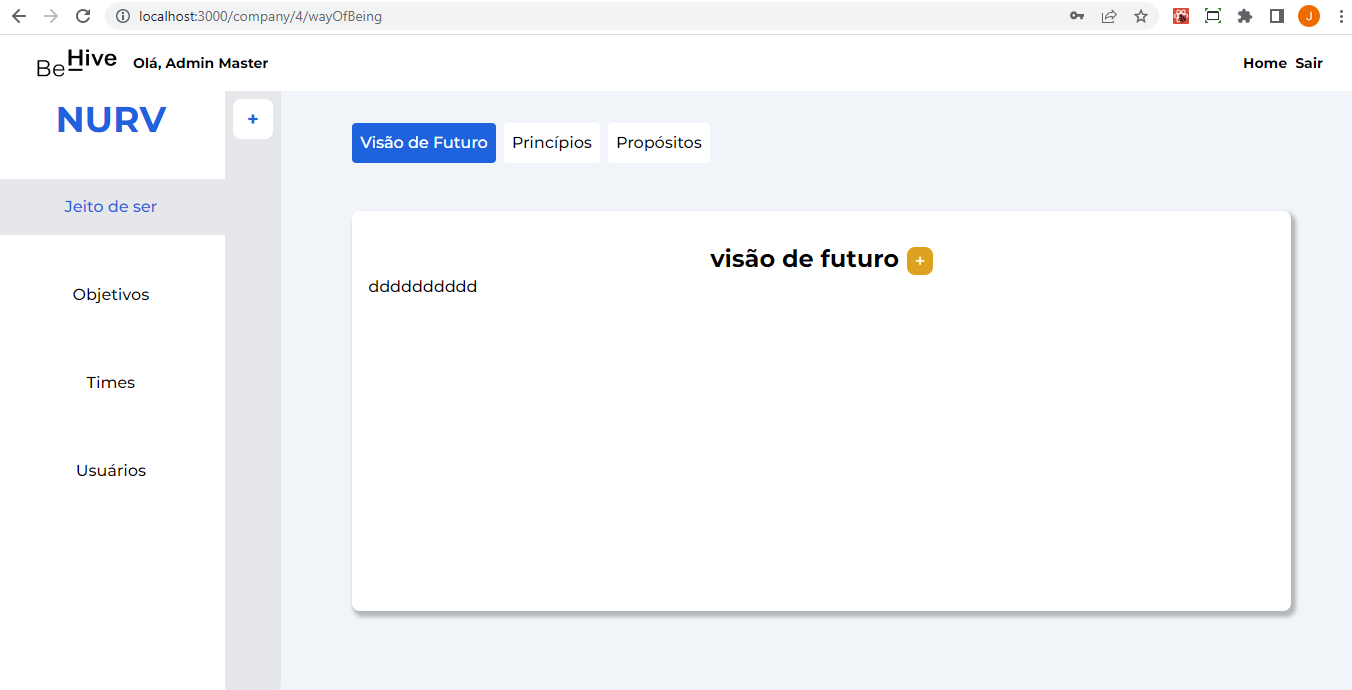 localhost:3000/company/4/wayOfBeing
J
BeHive Olá, Admin Master Home Sair
NURV
+
Visão de Futuro Princípios Propósitos
Jeito de ser
visão de futuro +
dddddddddd
Objetivos
Times
Usuários